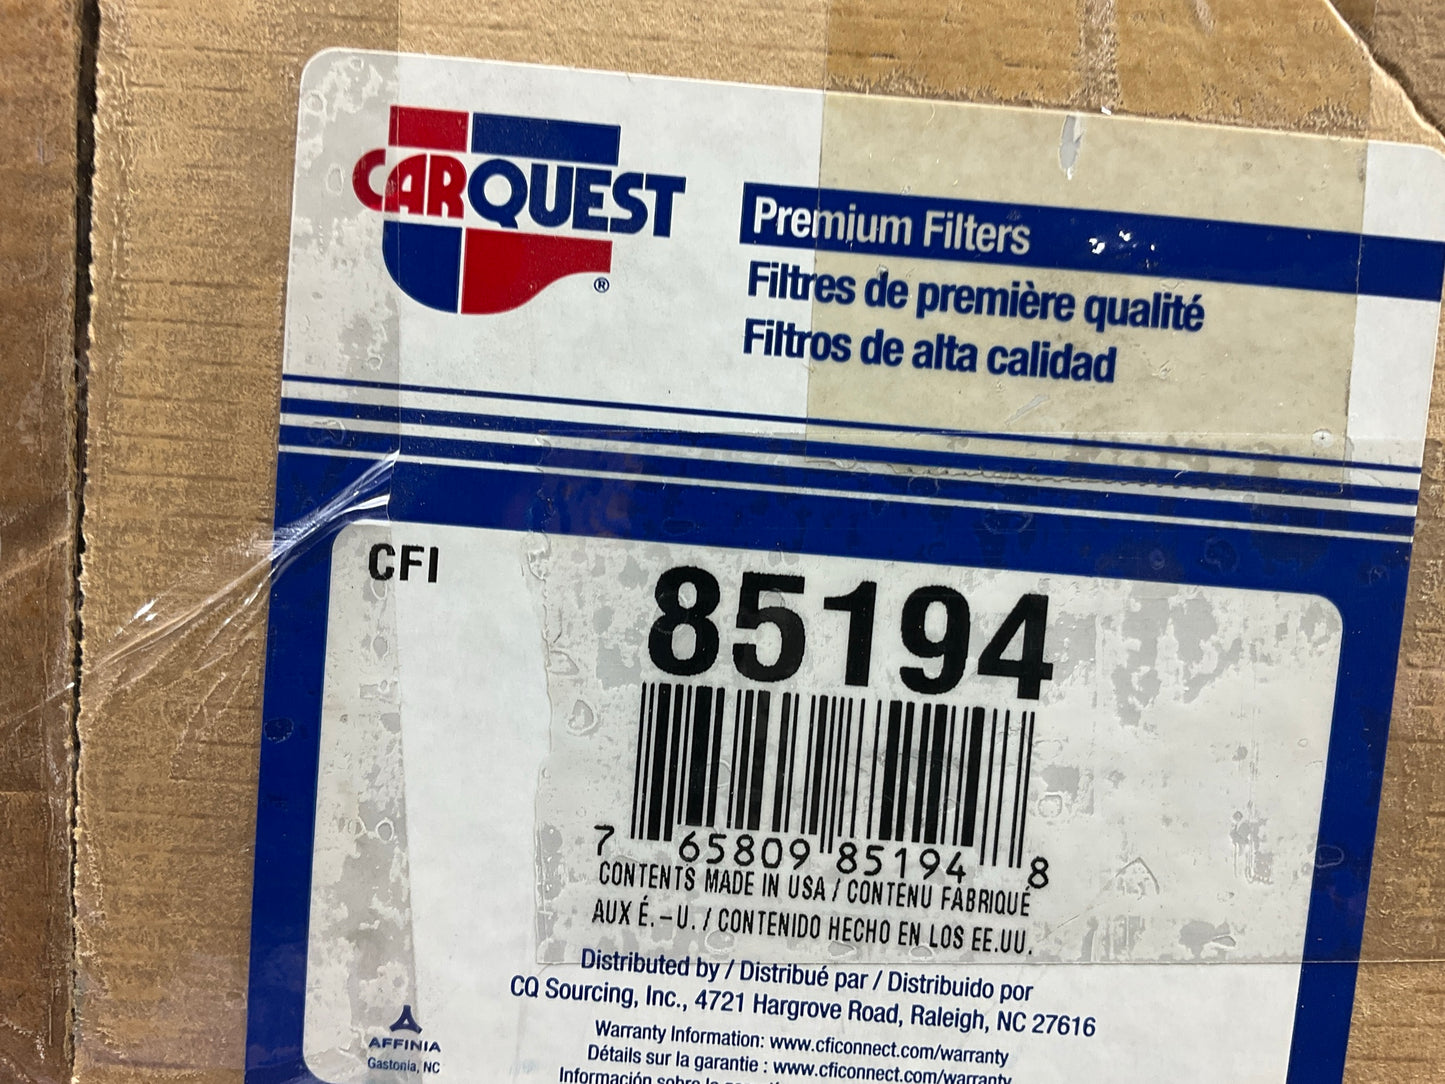 CARQUEST
®
Premium Filters
Filtres de première qualité
Filtros de alta calidad
CFI
85194
7 65809 85194 8
CONTENTS MADE IN USA / CONTENU FABRIQUÉ
AUX É.-U. / CONTENIDO HECHO EN LOS EE.UU.
Distributed by / Distribué par / Distribuido por
CQ Sourcing, Inc., 4721 Hargrove Road, Raleigh, NC 27616
Warranty Information: www.cficonnect.com/warranty
Détails sur la garantie : www.cficonnect.com/warranty
Información sobre la
AFFINIA
Gastonia, NC